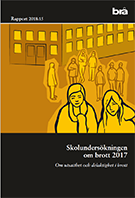 Rapport 2018:15
brå
Skolundersökningen
om brott 2017
Om utsatthet och delaktighet i brott